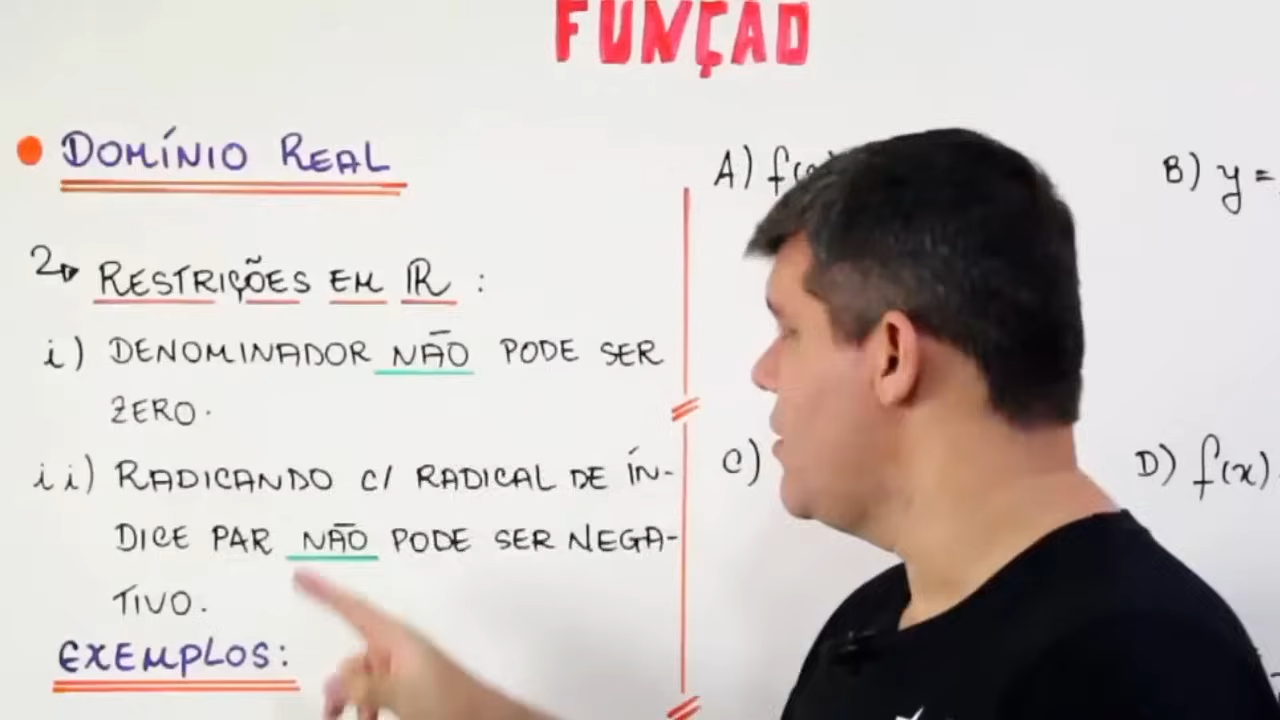 FUNÇÃO
• DOMÍNIO REAL
2 RESTRIÇÕES EM IR :
i) DENOMINADOR NÃO PODE SER
ZERO.
ii) RADICANDO C/ RADICAL DE ÍN-
DICE PAR NÃO PODE SER NEGA-
TIVO.
EXEMPLOS:
A) f(
B) y =
C)
D) f(x)